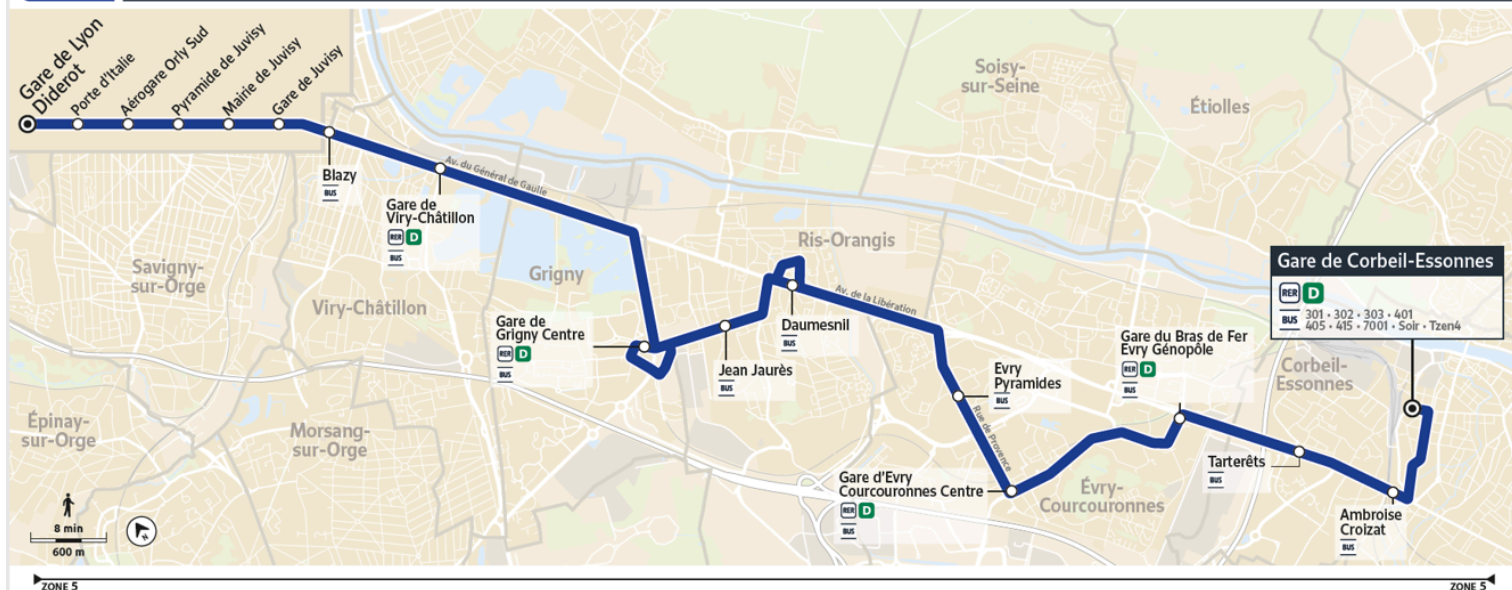 Gare de Lyon
Diderot
Porte d'Italie
Aérogare Orly Sud
Pyramide de Juvisy
Mairie de Juvisy
Gare de Juvisy
Blazy
BUS
Gare de
Viry-Châtillon
RER D
BUS
Av. du Général de Gaulle
Soisy-
sur-Seine
Étiolles
Savigny-
sur-Orge
Viry-Châtillon
Grigny
Ris-Orangis
Gare de
Grigny Centre
RER D
BUS
Jean Jaurès
BUS
Daumesnil
BUS
Av. de la Libération
Evry
Pyramides
BUS
Rue de Provence
Gare du Bras de Fer
Evry Génopôle
RER D
BUS
Gare de Corbeil-Essonnes
RER D
BUS 301 • 302 • 303 • 401
405 • 415 • 7001 • Soir • Tzen4
Corbeil-
Essonnes
Épinay-
sur-Orge
Morsang-
sur-Orge
Gare d'Evry
Courcouronnes Centre
RER D
BUS
Évry-
Courcouronnes
Tarterêts
BUS
Ambroise
Croizat
BUS
8 min
600 m
N
ZONE 5
ZONE 5